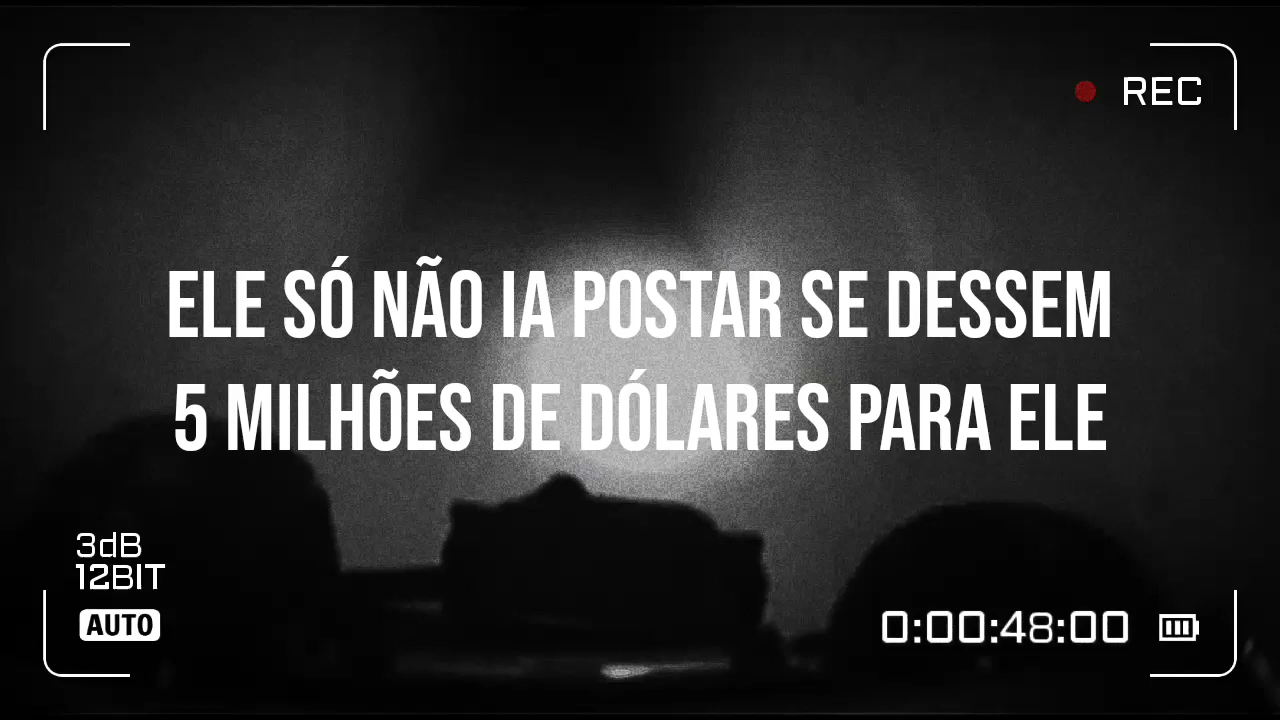 REC
ELE SÓ NÃO IA POSTAR SE DESSEM
5 MILHÕES DE DÓLARES PARA ELE
3dB
12BIT
AUTO
0:00:48:00